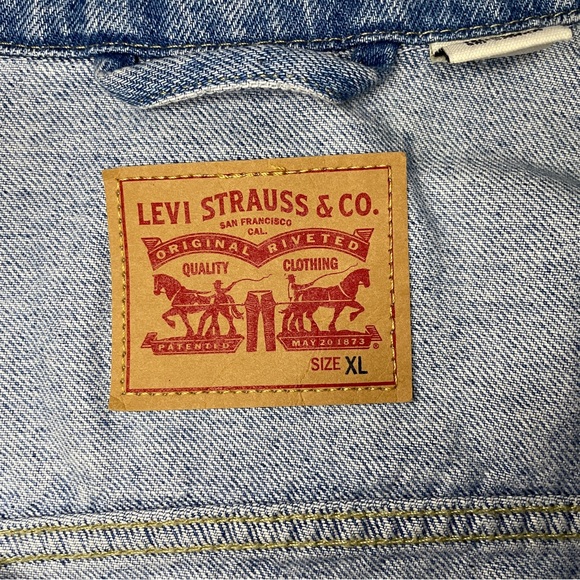 LEVI STRAUSS & CO.
SAN FRANCISCO
CAL.
ORIGINAL RIVETED
QUALITY CLOTHING
PATENTED MAY 20 1873 ®
SIZE XL